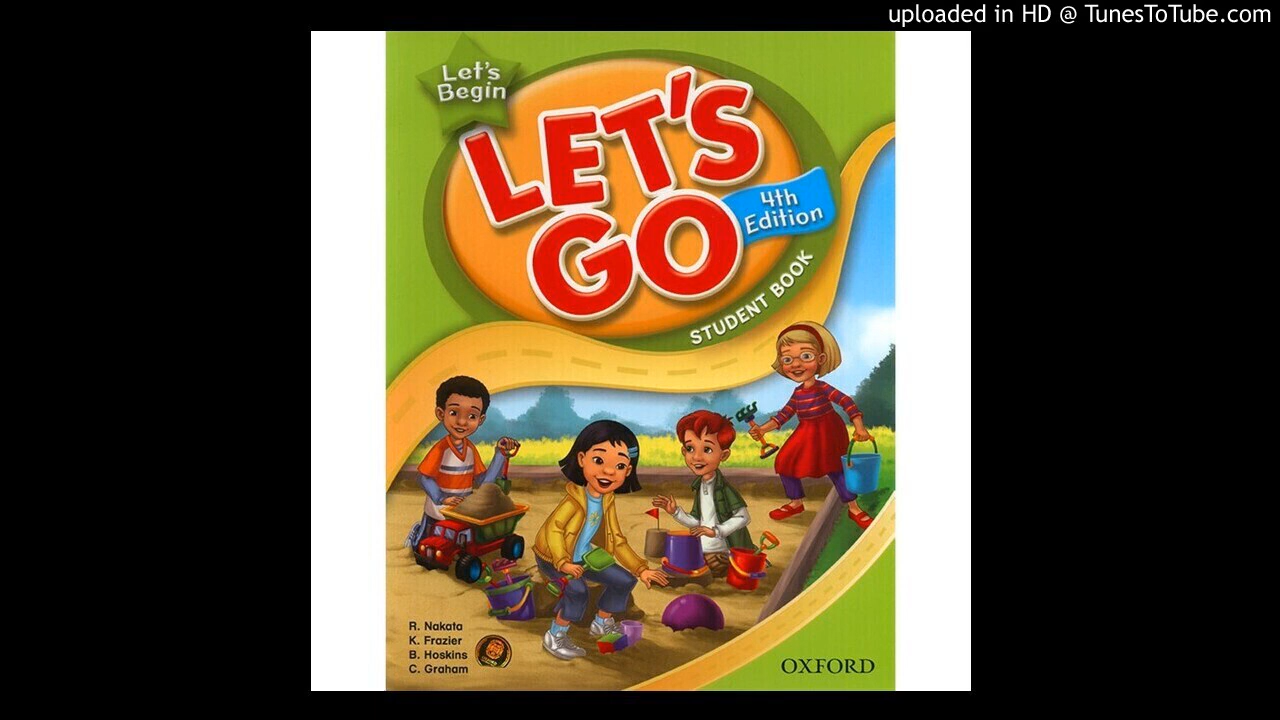 uploaded in HD @ TunesToTube.com
Let's
Begin
LET'S
GO
4th
Edition
STUDENT BOOK
R. Nakata
K. Frazier
B. Hoskins
C. Graham
OXFORD